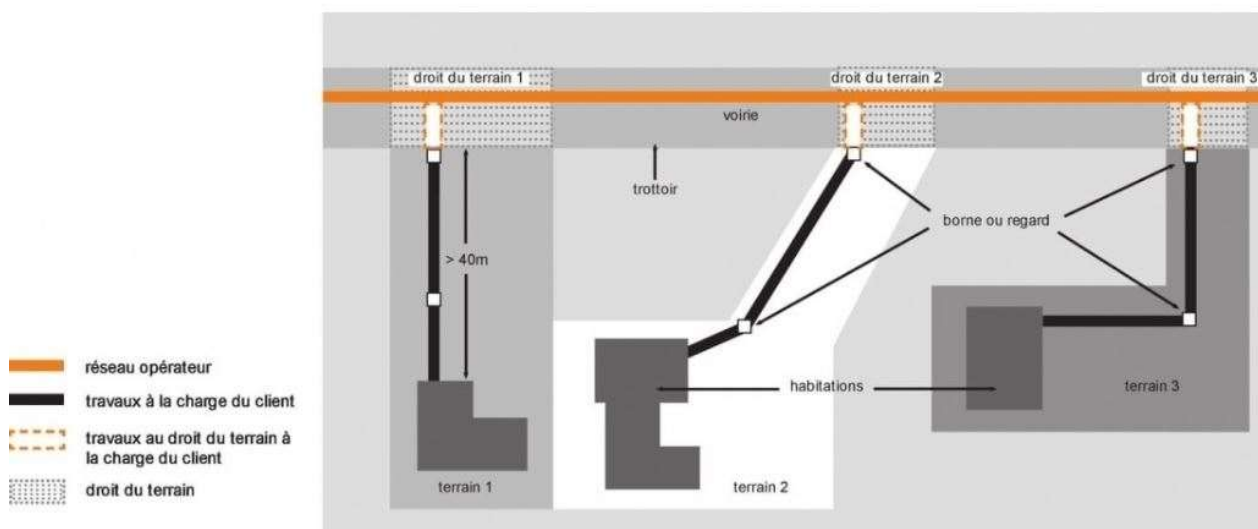 droit du terrain 1
droit du terrain 2
droit du terrain 3
voirie
trottoir
borne ou regard
> 40m
réseau opérateur
travaux à la charge du client
travaux au droit du terrain à
la charge du client
droit du terrain
habitations
terrain 1
terrain 2
terrain 3